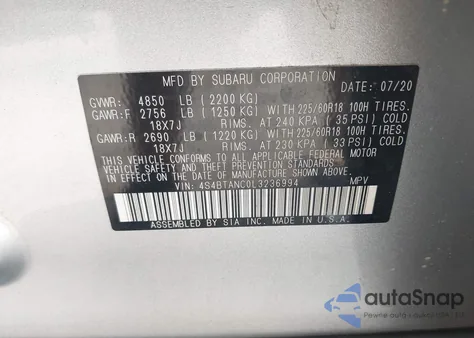 MFD BY SUBARU CORPORATION
DATE: 07/20
GVWR: 4850 LB (2200 KG)
GAWR:F 2756 LB (1250 KG) WITH 225/60R18 100H TIRES.
18X7J RIMS. AT 240 KPA (35 PSI) COLD
GAWR:R 2690 LB (1220 KG) WITH 225/60R18 100H TIRES.
18X7J RIMS. AT 230 KPA (33 PSI) COLD
THIS VEHICLE CONFORMS TO ALL APPLICABLE FEDERAL MOTOR
VEHICLE SAFETY AND BUMPER STANDARDS IN EFFECT ON THE
DATE OF MANUFACTURE SHOWN ABOVE.
VIN: 4S4BTANC0L3236994 MPV
ASSEMBLED BY SIA INC. MADE IN U.S.A.
autoSnap